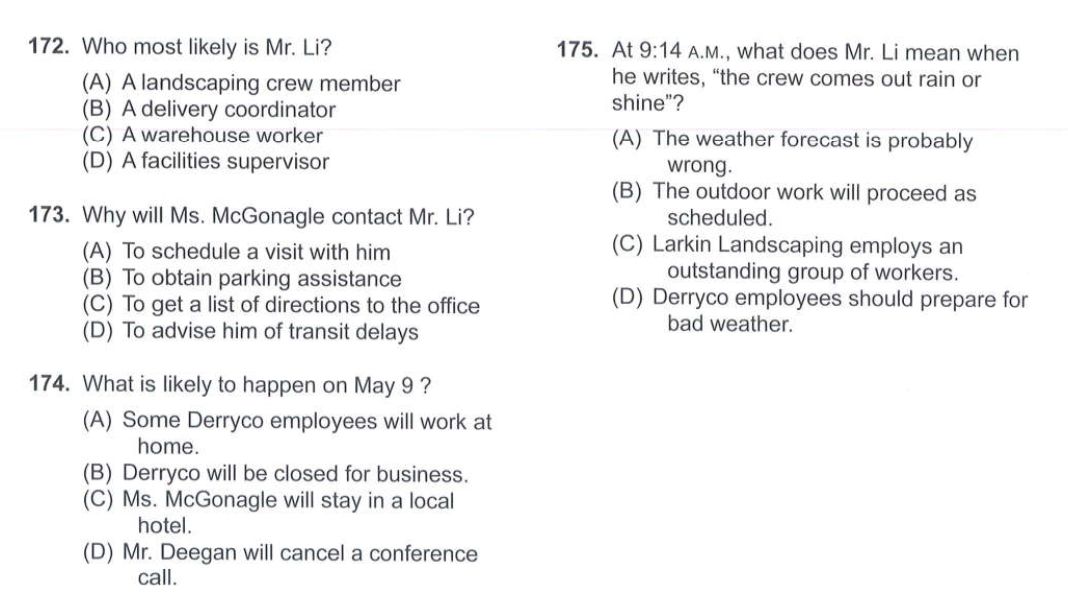 172. Who most likely is Mr. Li?
(A) A landscaping crew member
(B) A delivery coordinator
(C) A warehouse worker
(D) A facilities supervisor
173. Why will Ms. McGonagle contact Mr. Li?
(A) To schedule a visit with him
(B) To obtain parking assistance
(C) To get a list of directions to the office
(D) To advise him of transit delays
174. What is likely to happen on May 9 ?
(A) Some Derryco employees will work at
home.
(B) Derryco will be closed for business.
(C) Ms. McGonagle will stay in a local
hotel.
(D) Mr. Deegan will cancel a conference
call.
175. At 9:14 A.M., what does Mr. Li mean when
he writes, “the crew comes out rain or
shine”?
(A) The weather forecast is probably
wrong.
(B) The outdoor work will proceed as
scheduled.
(C) Larkin Landscaping employs an
outstanding group of workers.
(D) Derryco employees should prepare for
bad weather.